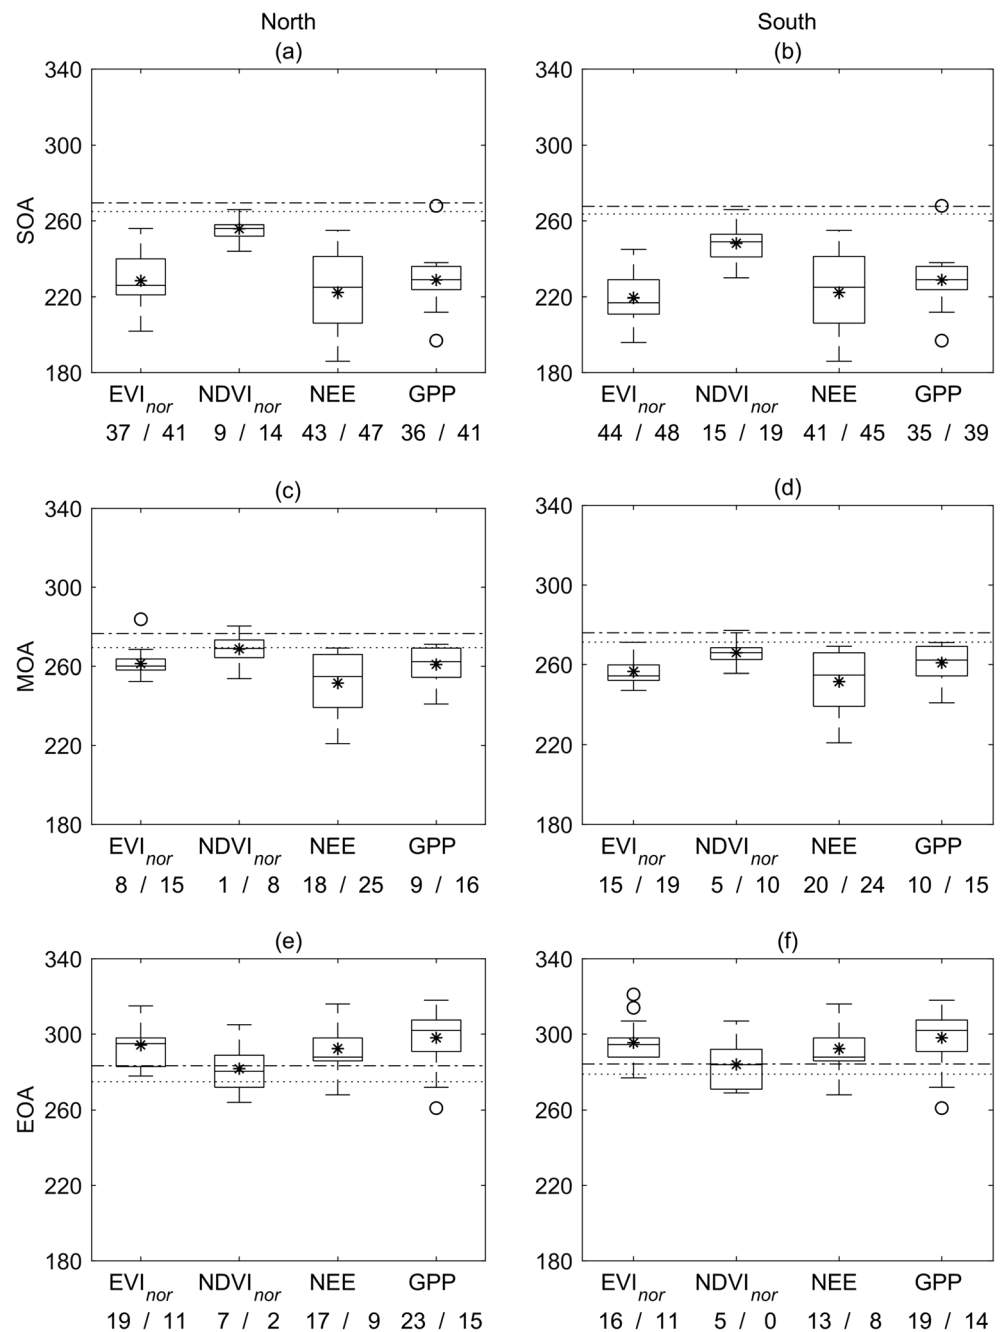 North South
(a) (b)
340 340
300 300
260 260
220 220
180 180
SOA
EVInor NDVInor NEE GPP EVInor NDVInor NEE GPP
37 / 41 9 / 14 43 / 47 36 / 41 44 / 48 15 / 19 41 / 45 35 / 39
(c) (d)
340 340
300 300
260 260
220 220
180 180
MOA
EVInor NDVInor NEE GPP EVInor NDVInor NEE GPP
8 / 15 1 / 8 18 / 25 9 / 16 15 / 19 5 / 10 20 / 24 10 / 15
(e) (f)
340 340
300 300
260 260
220 220
180 180
EOA
EVInor NDVInor NEE GPP EVInor NDVInor NEE GPP
19 / 11 7 / 2 17 / 9 23 / 15 16 / 11 5 / 0 13 / 8 19 / 14